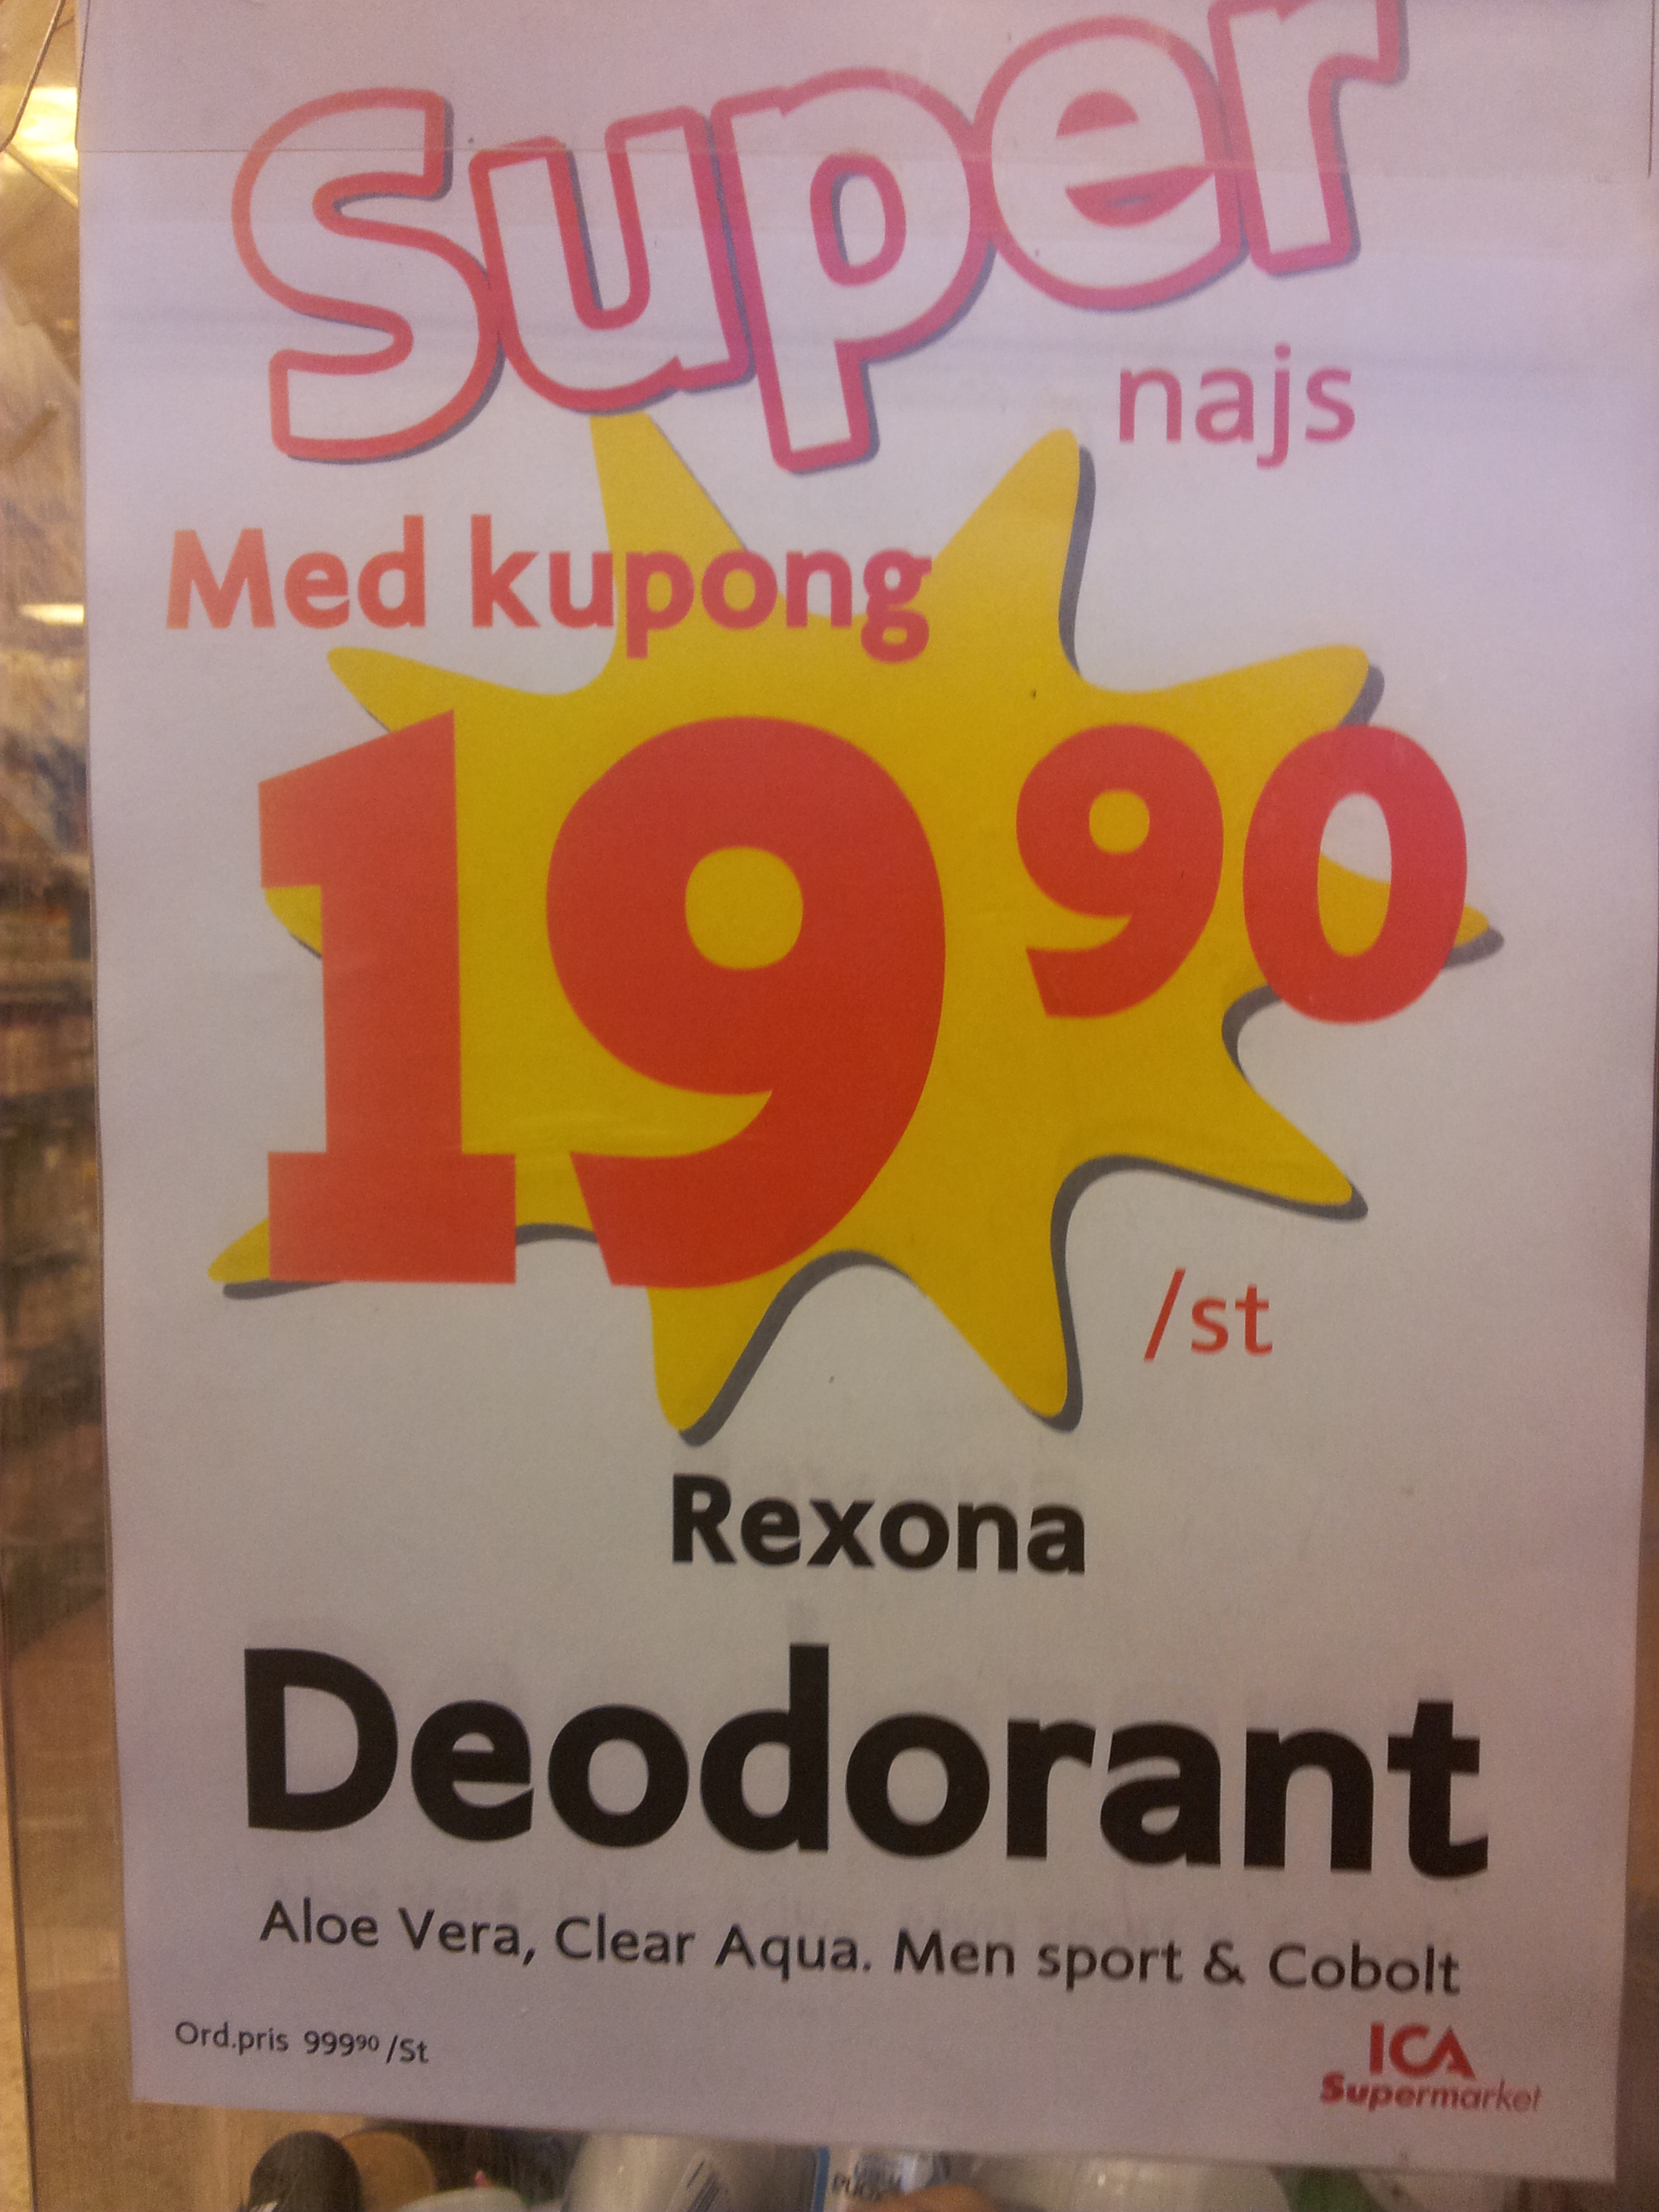 Super
najs
Med kupong
19 90
/st
Rexona
Deodorant
Aloe Vera, Clear Aqua. Men sport & Cobolt
Ord.pris 999 90 /St
ICA
Supermarket